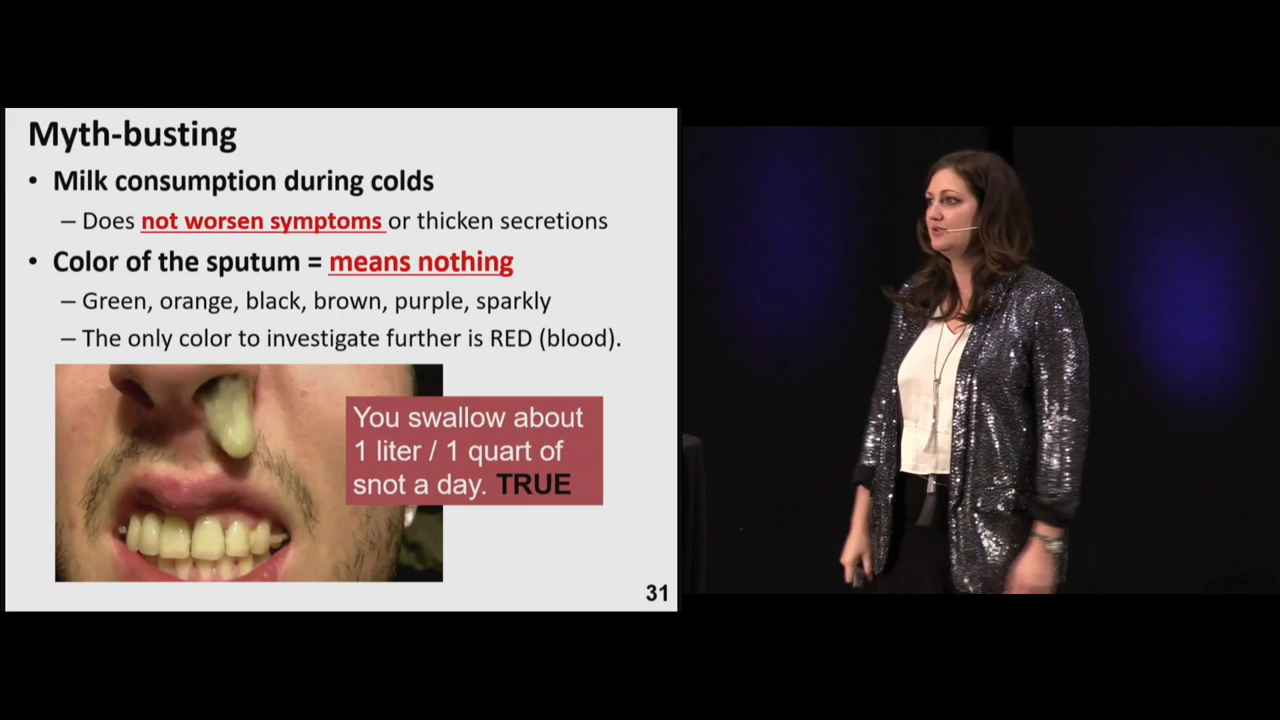 Myth-busting
• Milk consumption during colds
– Does not worsen symptoms or thicken secretions
• Color of the sputum = means nothing
– Green, orange, black, brown, purple, sparkly
– The only color to investigate further is RED (blood).
You swallow about
1 liter / 1 quart of
snot a day. TRUE
31